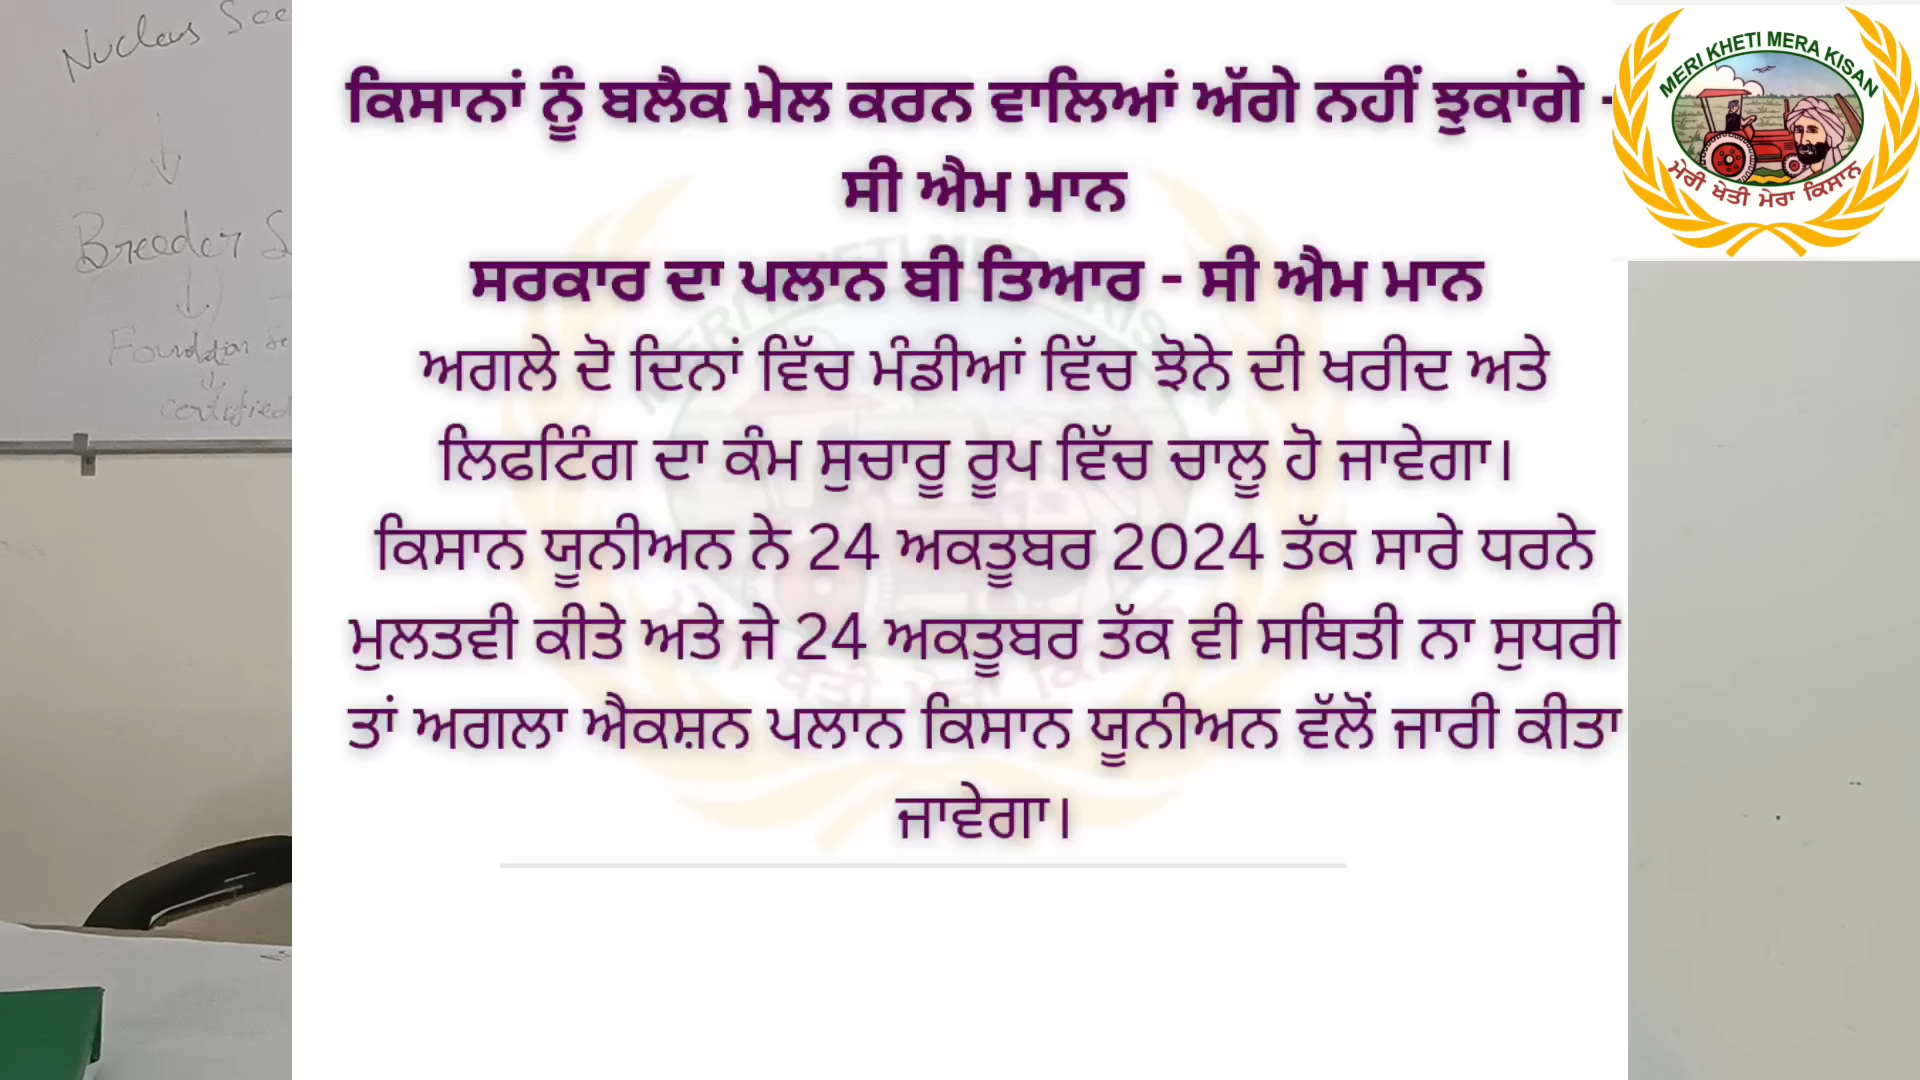 Nucleus See
Breeder S
Foundation Se
certified
ਕਿਸਾਨਾਂ ਨੂੰ ਬਲੈਕ ਮੇਲ ਕਰਨ ਵਾਲਿਆਂ ਅੱਗੇ ਨਹੀਂ ਝੁਕਾਂਗੇ -
ਸੀ ਐਮ ਮਾਨ
ਸਰਕਾਰ ਦਾ ਪਲਾਨ ਬੀ ਤਿਆਰ - ਸੀ ਐਮ ਮਾਨ
ਅਗਲੇ ਦੋ ਦਿਨਾਂ ਵਿੱਚ ਮੰਡੀਆਂ ਵਿੱਚ ਝੋਨੇ ਦੀ ਖਰੀਦ ਅਤੇ
ਲਿਫਟਿੰਗ ਦਾ ਕੰਮ ਸੁਚਾਰੂ ਰੂਪ ਵਿੱਚ ਚਾਲੂ ਹੋ ਜਾਵੇਗਾ।
ਕਿਸਾਨ ਯੂਨੀਅਨ ਨੇ 24 ਅਕਤੂਬਰ 2024 ਤੱਕ ਸਾਰੇ ਧਰਨੇ
ਮੁਲਤਵੀ ਕੀਤੇ ਅਤੇ ਜੇ 24 ਅਕਤੂਬਰ ਤੱਕ ਵੀ ਸਥਿਤੀ ਨਾ ਸੁਧਰੀ
ਤਾਂ ਅਗਲਾ ਐਕਸ਼ਨ ਪਲਾਨ ਕਿਸਾਨ ਯੂਨੀਅਨ ਵੱਲੋਂ ਜਾਰੀ ਕੀਤਾ
ਜਾਵੇਗਾ।
MERI KHETI MERA KISAN
ਮੇਰੀ ਖੇਤੀ ਮੇਰਾ ਕਿਸਾਨ